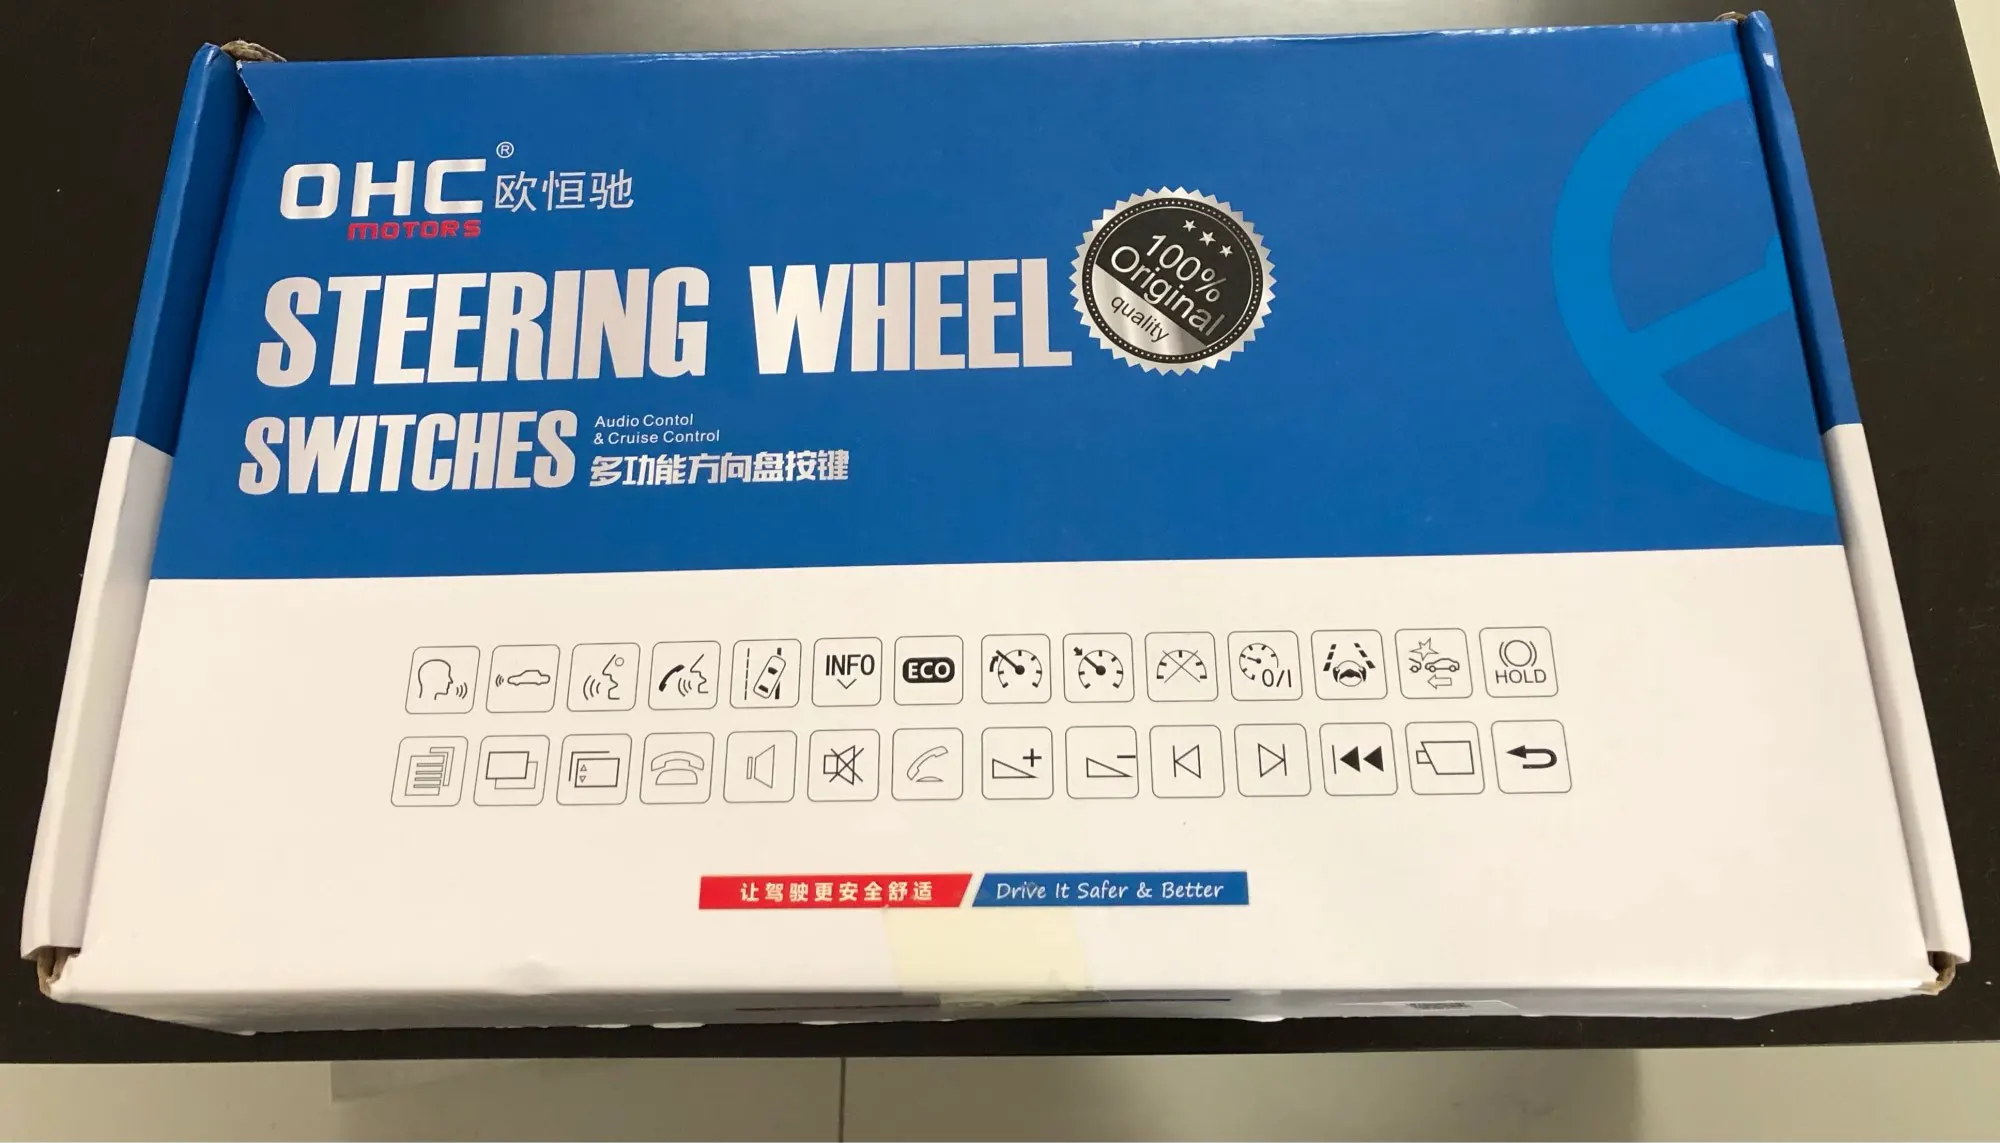 OHC® 欧恒驰
MOTORS
STEERING WHEEL
SWITCHES
Audio Contol
& Cruise Control
多功能方向盘按键
100%
Original
quality
INFO
ECO
0/I
HOLD
让驾驶更安全舒适
Drive It Safer & Better